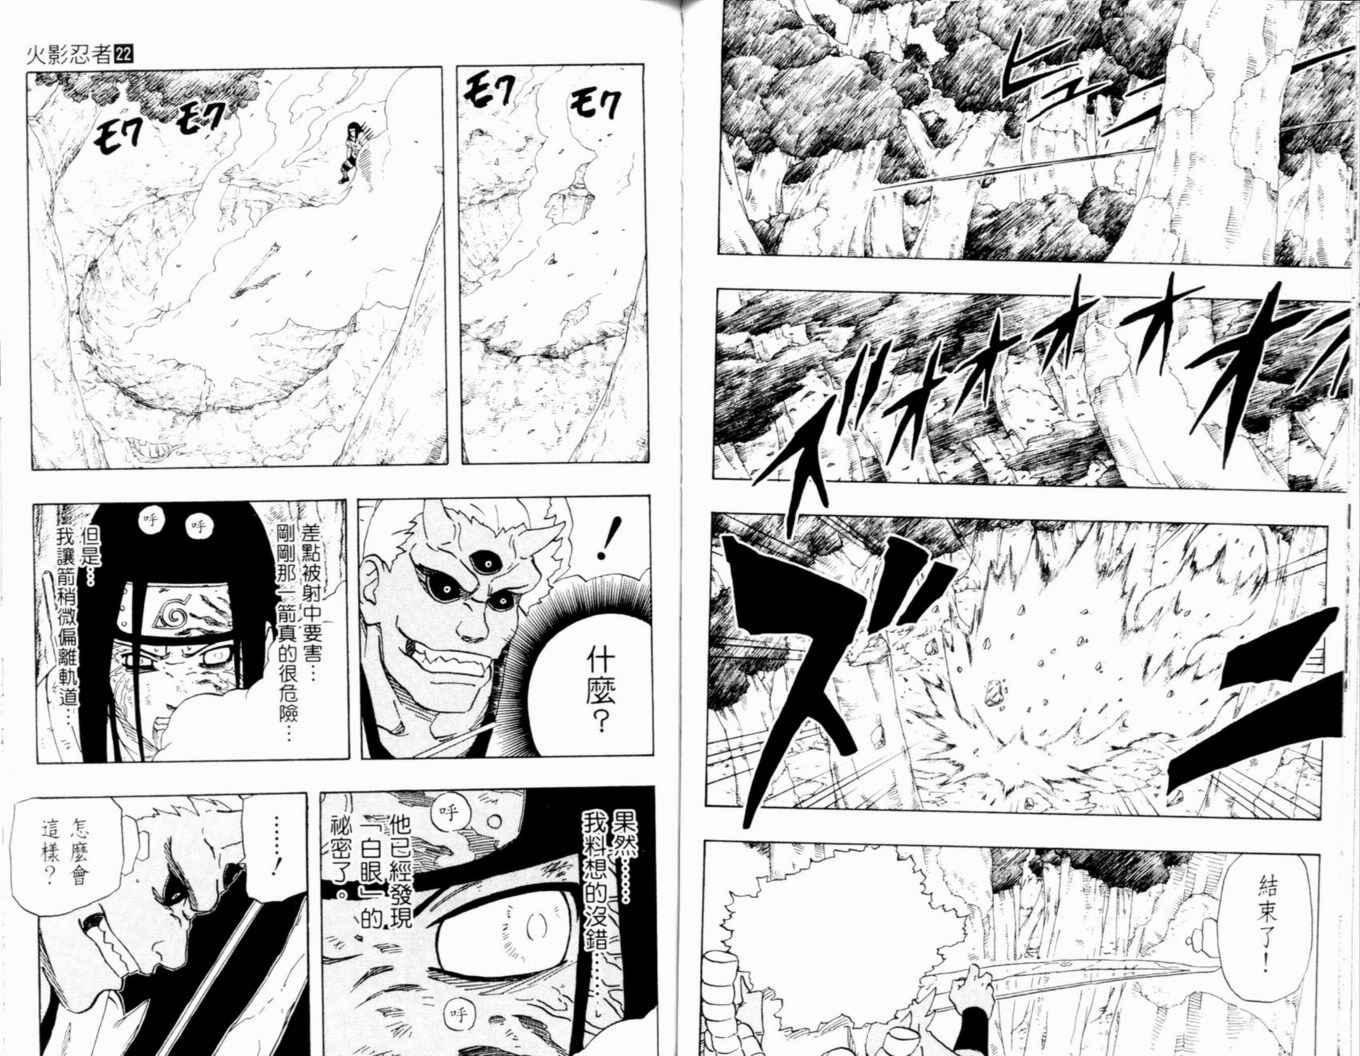 ヒュー
ズオオオオオ
ズズン
結束了！
火影忍者22
モク
モク
モク
モク
！
什麼？
差點被射中要害…
剛剛那一箭真的很危險…
呼
呼
但是…
我讓箭稍微偏離軌道…
果然……
我料想的沒錯……
他已經發現
「白眼」的
祕密了。
呼
呼
……！
怎麼會
這樣？